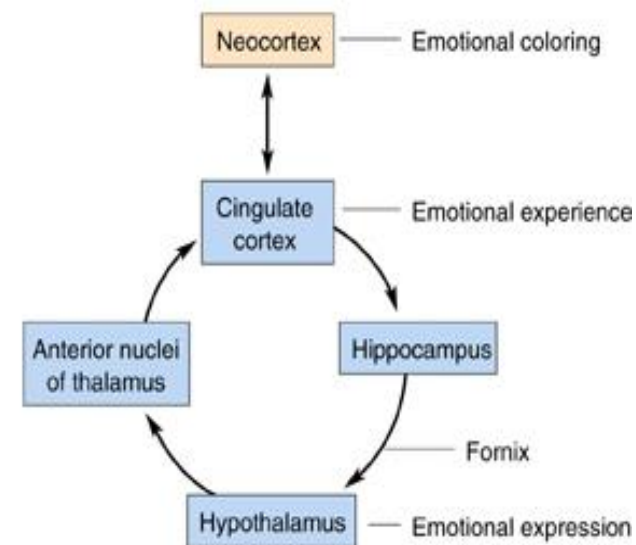 Neocortex
Emotional coloring
Cingulate
cortex
Emotional experience
Anterior nuclei
of thalamus
Hippocampus
Fornix
Hypothalamus
Emotional expression